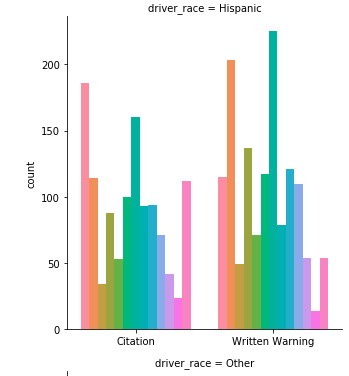 driver_race = Hispanic
200
150
100
50
0
count
Citation
Written Warning
driver_race = Other